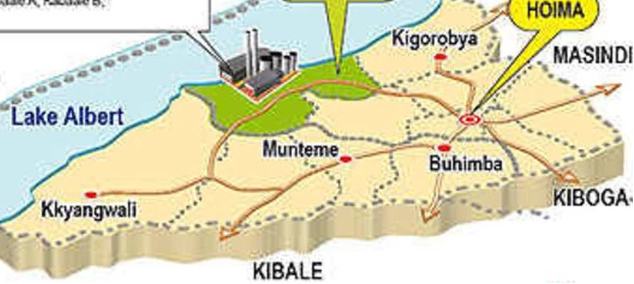 HOIMA
Kigorobya
MASINDI
Lake Albert
Munteme
Buhimba
Kkyangwali
KIBOGA
KIBALE